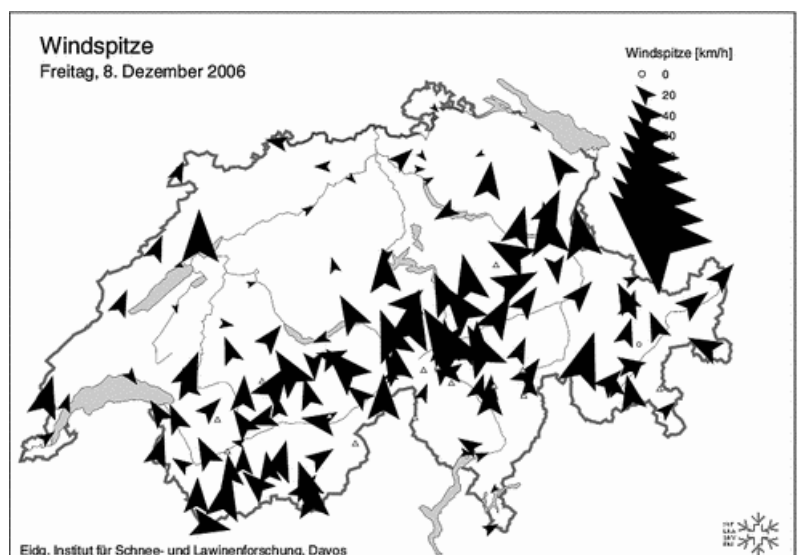 Windspitze
Freitag, 8. Dezember 2006
Windspitze [km/h]
0
20
40
Eidg. Institut für Schnee- und Lawinenforschung, Davos